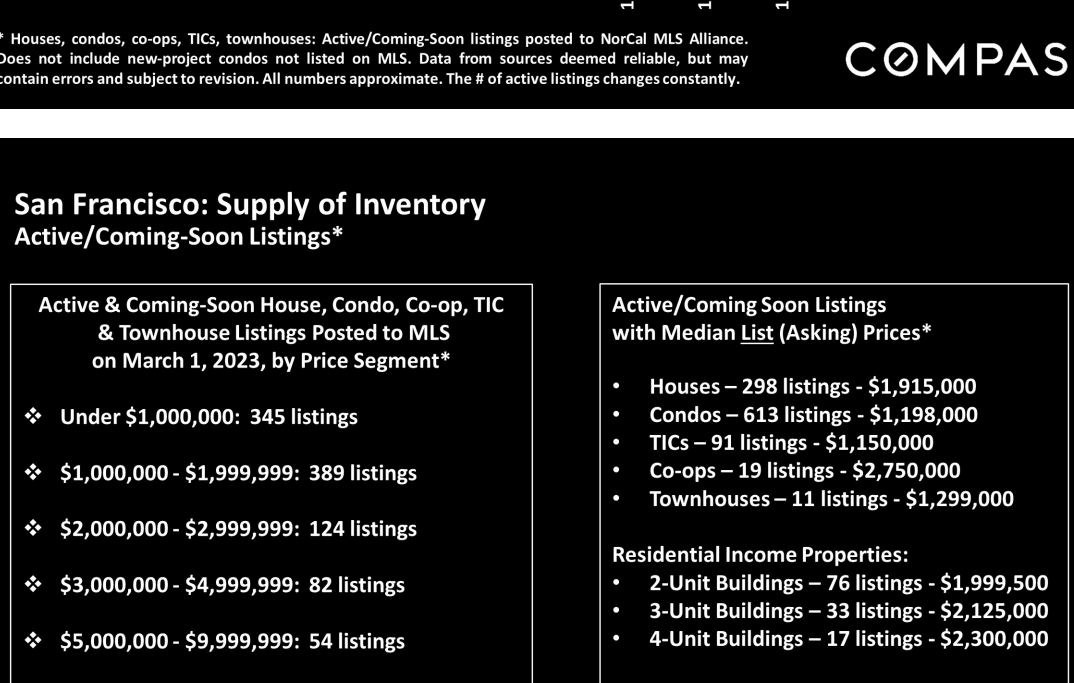 1 1 1
* Houses, condos, co-ops, TICs, townhouses: Active/Coming-Soon listings posted to NorCal MLS Alliance.
Does not include new-project condos not listed on MLS. Data from sources deemed reliable, but may
contain errors and subject to revision. All numbers approximate. The # of active listings changes constantly.
COMPAS
San Francisco: Supply of Inventory
Active/Coming-Soon Listings*
Active & Coming-Soon House, Condo, Co-op, TIC
& Townhouse Listings Posted to MLS
on March 1, 2023, by Price Segment*
❖ Under $1,000,000: 345 listings
❖ $1,000,000 - $1,999,999: 389 listings
❖ $2,000,000 - $2,999,999: 124 listings
❖ $3,000,000 - $4,999,999: 82 listings
❖ $5,000,000 - $9,999,999: 54 listings
Active/Coming Soon Listings
with Median List (Asking) Prices*
• Houses – 298 listings - $1,915,000
• Condos – 613 listings - $1,198,000
• TICs – 91 listings - $1,150,000
• Co-ops – 19 listings - $2,750,000
• Townhouses – 11 listings - $1,299,000
Residential Income Properties:
• 2-Unit Buildings – 76 listings - $1,999,500
• 3-Unit Buildings – 33 listings - $2,125,000
• 4-Unit Buildings – 17 listings - $2,300,000